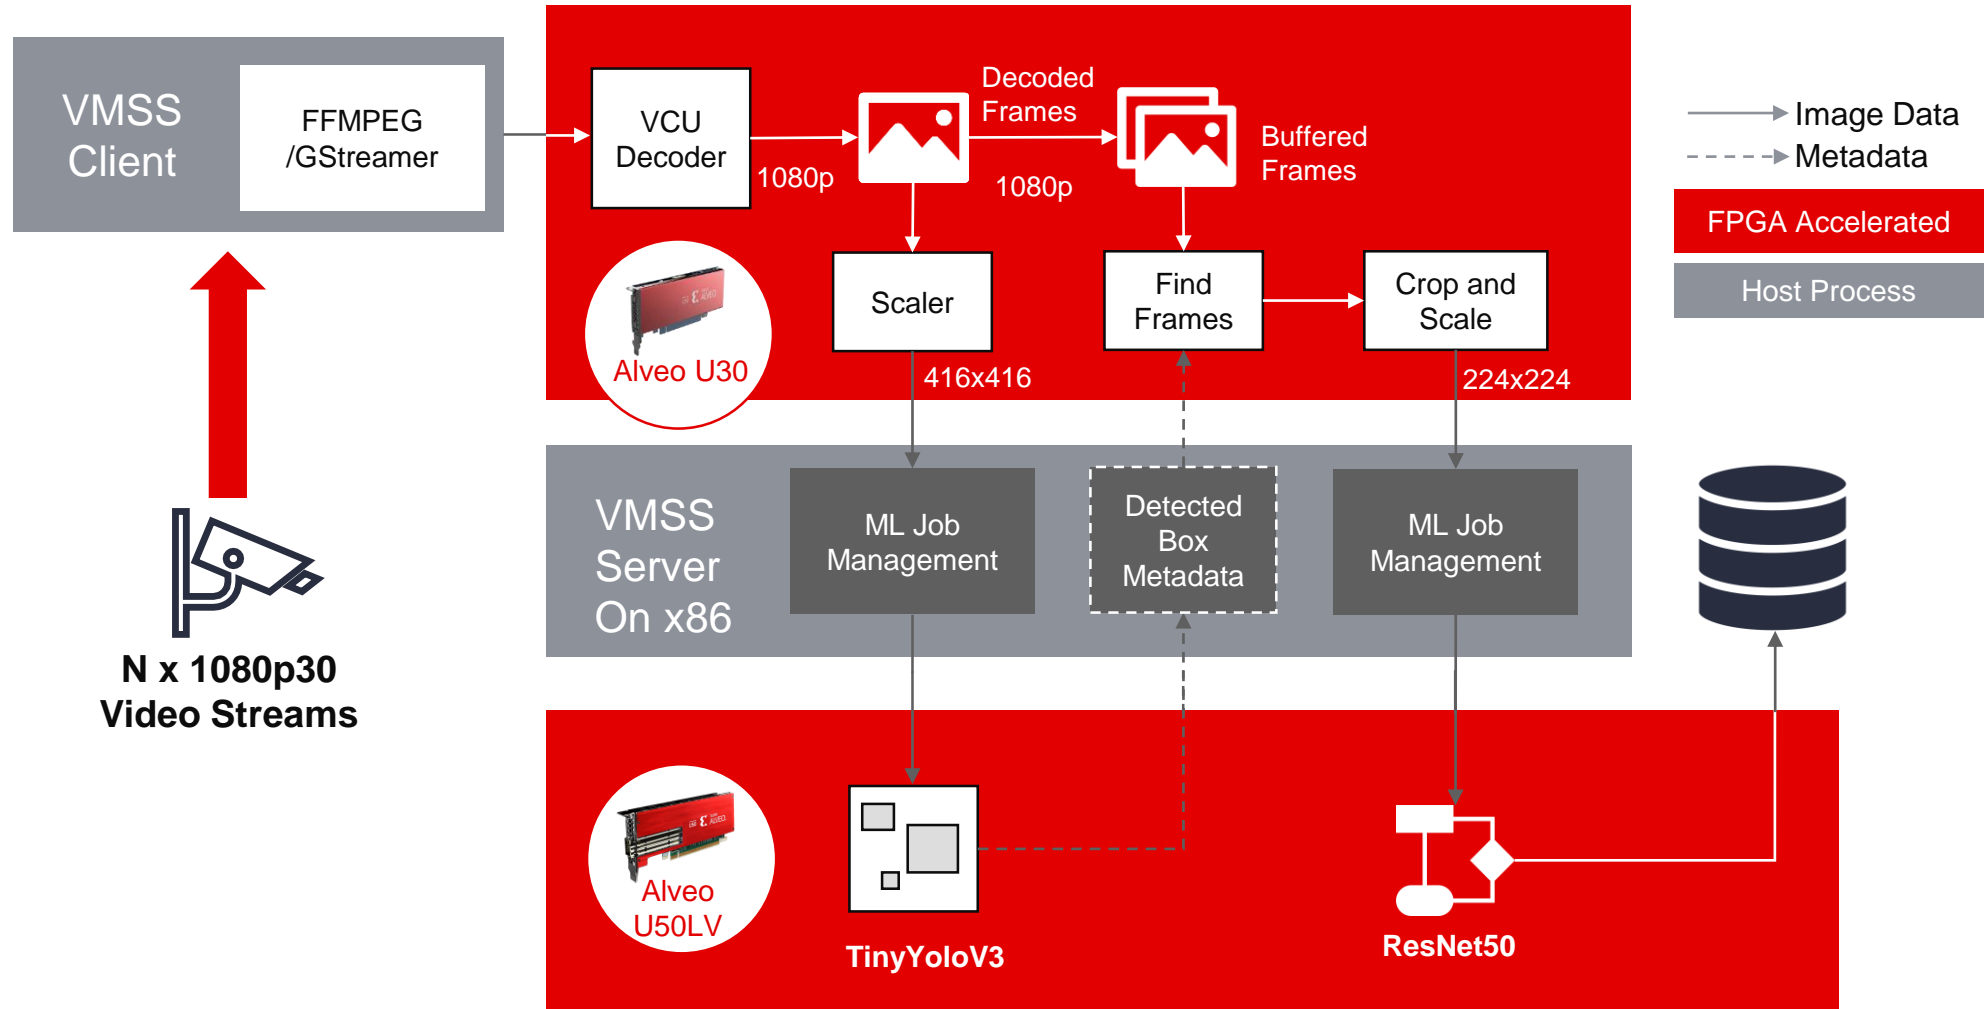 VMSS
Client
FFMPEG
/GStreamer
VCU
Decoder
1080p
Decoded
Frames
1080p
Buffered
Frames
Image Data
Metadata
FPGA Accelerated
Host Process
Scaler
Find
Frames
Crop and
Scale
ALVEO
Alveo U30
416x416
224x224
VMSS
Server
On x86
ML Job
Management
Detected
Box
Metadata
ML Job
Management
N x 1080p30
Video Streams
ALVEO
Alveo
U50LV
TinyYoloV3
ResNet50